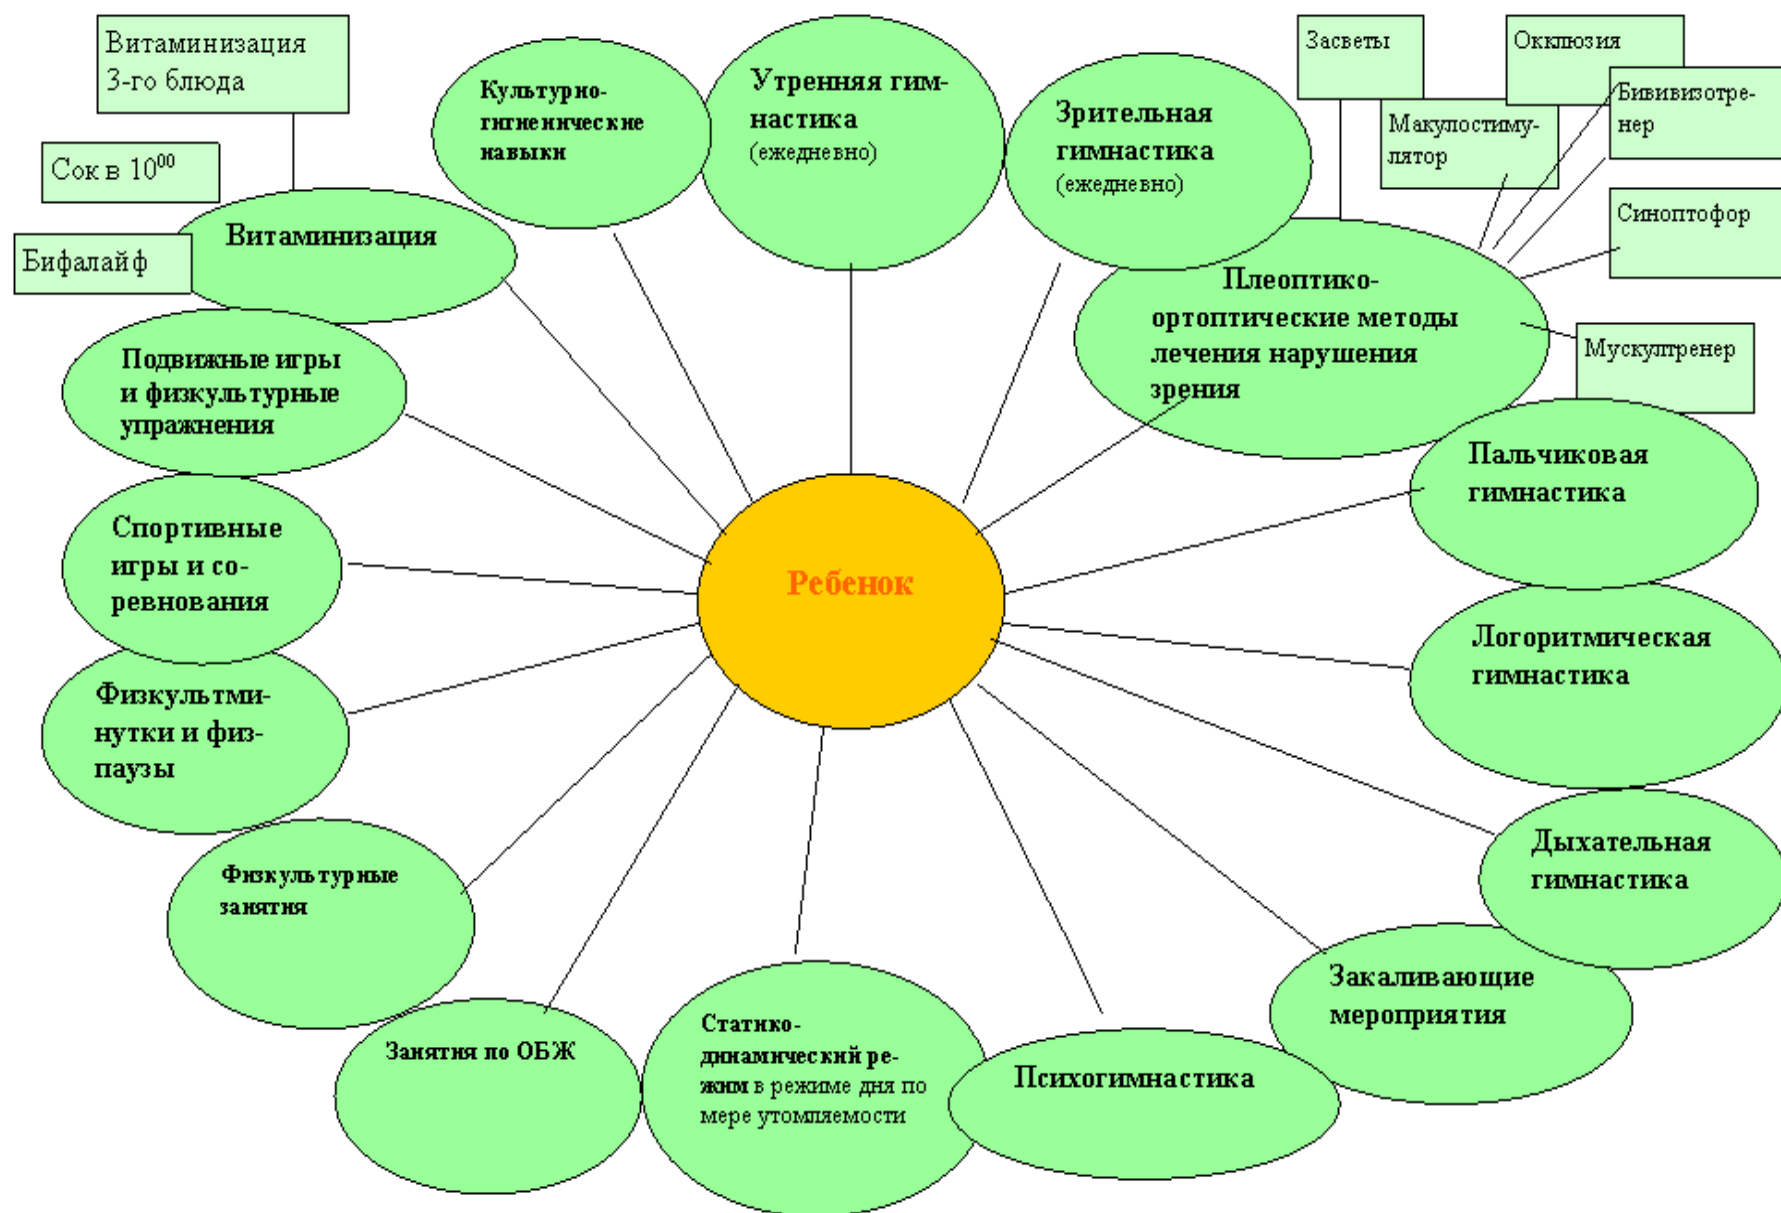 Витаминизация
3-го блюда
Сок в 10⁰⁰
Бифалайф
Витаминизация
Культурно-
гигиенические
навыки
Утренняя гим-
настика
(ежедневно)
Зрительная
гимнастика
(ежедневно)
Засветы
Окклюзия
Макулостиму-
лятор
Бививизотре-
нер
Синоптофор
Мускултренер
Плеоптико-
ортоптические методы
лечения нарушения
зрения
Подвижные игры
и физкультурные
упражнения
Пальчиковая
гимнастика
Спортивные
игры и со-
ревнования
Ребенок
Логоритмическая
гимнастика
Физкультми-
нутки и физ-
паузы
Дыхательная
гимнастика
Физкультурные
занятия
Закаливающие
мероприятия
Занятия по ОБЖ
Статико-
динамический ре-
жим в режиме дня по
мере утомляемости
Психогимнастика